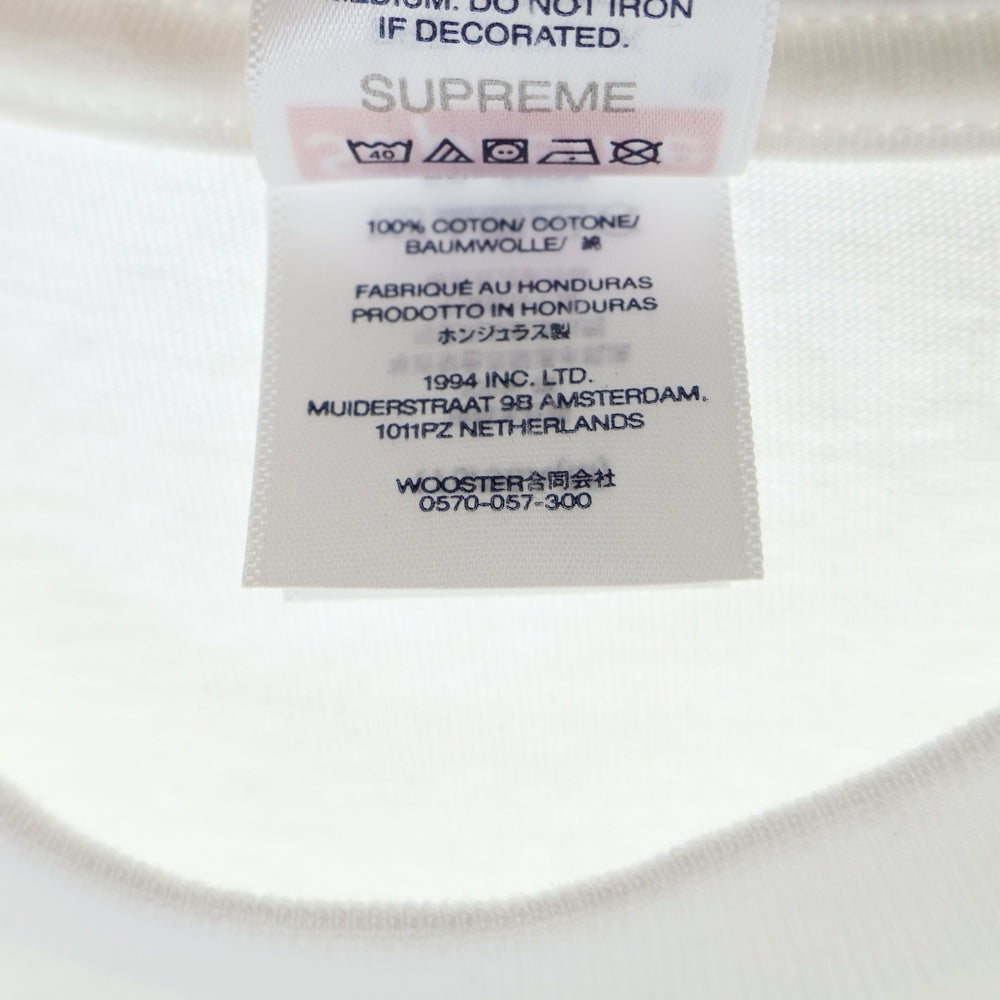 MEDIUM. DO NOT IRON
IF DECORATED.
SUPREME
40
100% COTON/ COTONE/
BAUMWOLLE/ 綿
FABRIQUÉ AU HONDURAS
PRODOTTO IN HONDURAS
ホンジュラス製
1994 INC. LTD.
MUIDERSTRAAT 9B AMSTERDAM.
1011PZ NETHERLANDS
WOOSTER合同会社
0570-057-300